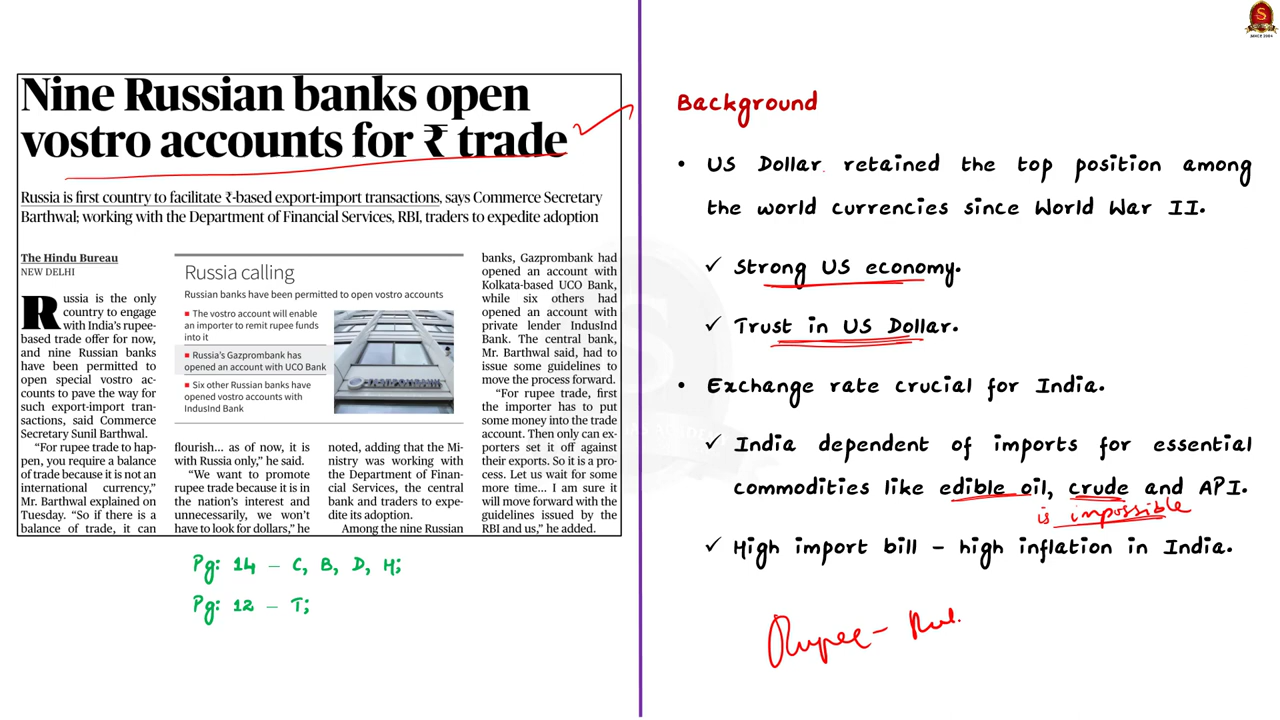 Nine Russian banks open
vostro accounts for ₹ trade
Russia is first country to facilitate ₹-based export-import transactions, says Commerce Secretary
Barthwal; working with the Department of Financial Services, RBI, traders to expedite adoption
The Hindu Bureau
NEW DELHI
Russia is the only
country to engage
with India's rupee-
based trade offer for now,
and nine Russian banks
have been permitted to
open special vostro ac-
counts to pave the way for
such export-import tran-
sactions, said Commerce
Secretary Sunil Barthwal.
"For rupee trade to hap-
pen, you require a balance
of trade because it is not an
international currency,"
Mr. Barthwal explained on
Tuesday. "So if there is a
balance of trade, it can
Russia calling
Russian banks have been permitted to open vostro accounts
■ The vostro account will enable
an importer to remit rupee funds
into it
■ Russia's Gazprombank has
opened an account with UCO Bank
■ Six other Russian banks have
opened vostro accounts with
IndusInd Bank
flourish... as of now, it is
with Russia only," he said.
"We want to promote
rupee trade because it is in
the nation's interest and
unnecessarily, we won't
have to look for dollars," he
noted, adding that the Mi-
nistry was working with
the Department of Finan-
cial Services, the central
bank and traders to expe-
dite its adoption.
Among the nine Russian
banks, Gazprombank had
opened an account with
Kolkata-based UCO Bank,
while six others had
opened an account with
private lender IndusInd
Bank. The central bank,
Mr. Barthwal said, had to
issue some guidelines to
move the process forward.
"For rupee trade, first
the importer has to put
some money into the trade
account. Then only can ex-
porters set it off against
their exports. So it is a pro-
cess. Let us wait for some
more time... I am sure it
will move forward with the
guidelines issued by the
RBI and us," he added.
Pg: 14 – C, B, D, H;
Pg: 12 – T;
Background
• US Dollar retained the top position among
the world currencies since World War II.
✓ Strong US economy.
✓ Trust in US Dollar.
• Exchange rate crucial for India.
✓ India dependent of imports for essential
commodities like edible oil, crude and API.
is impossible
✓ High import bill – high inflation in India.
Rupee –
S
SINCE 2004